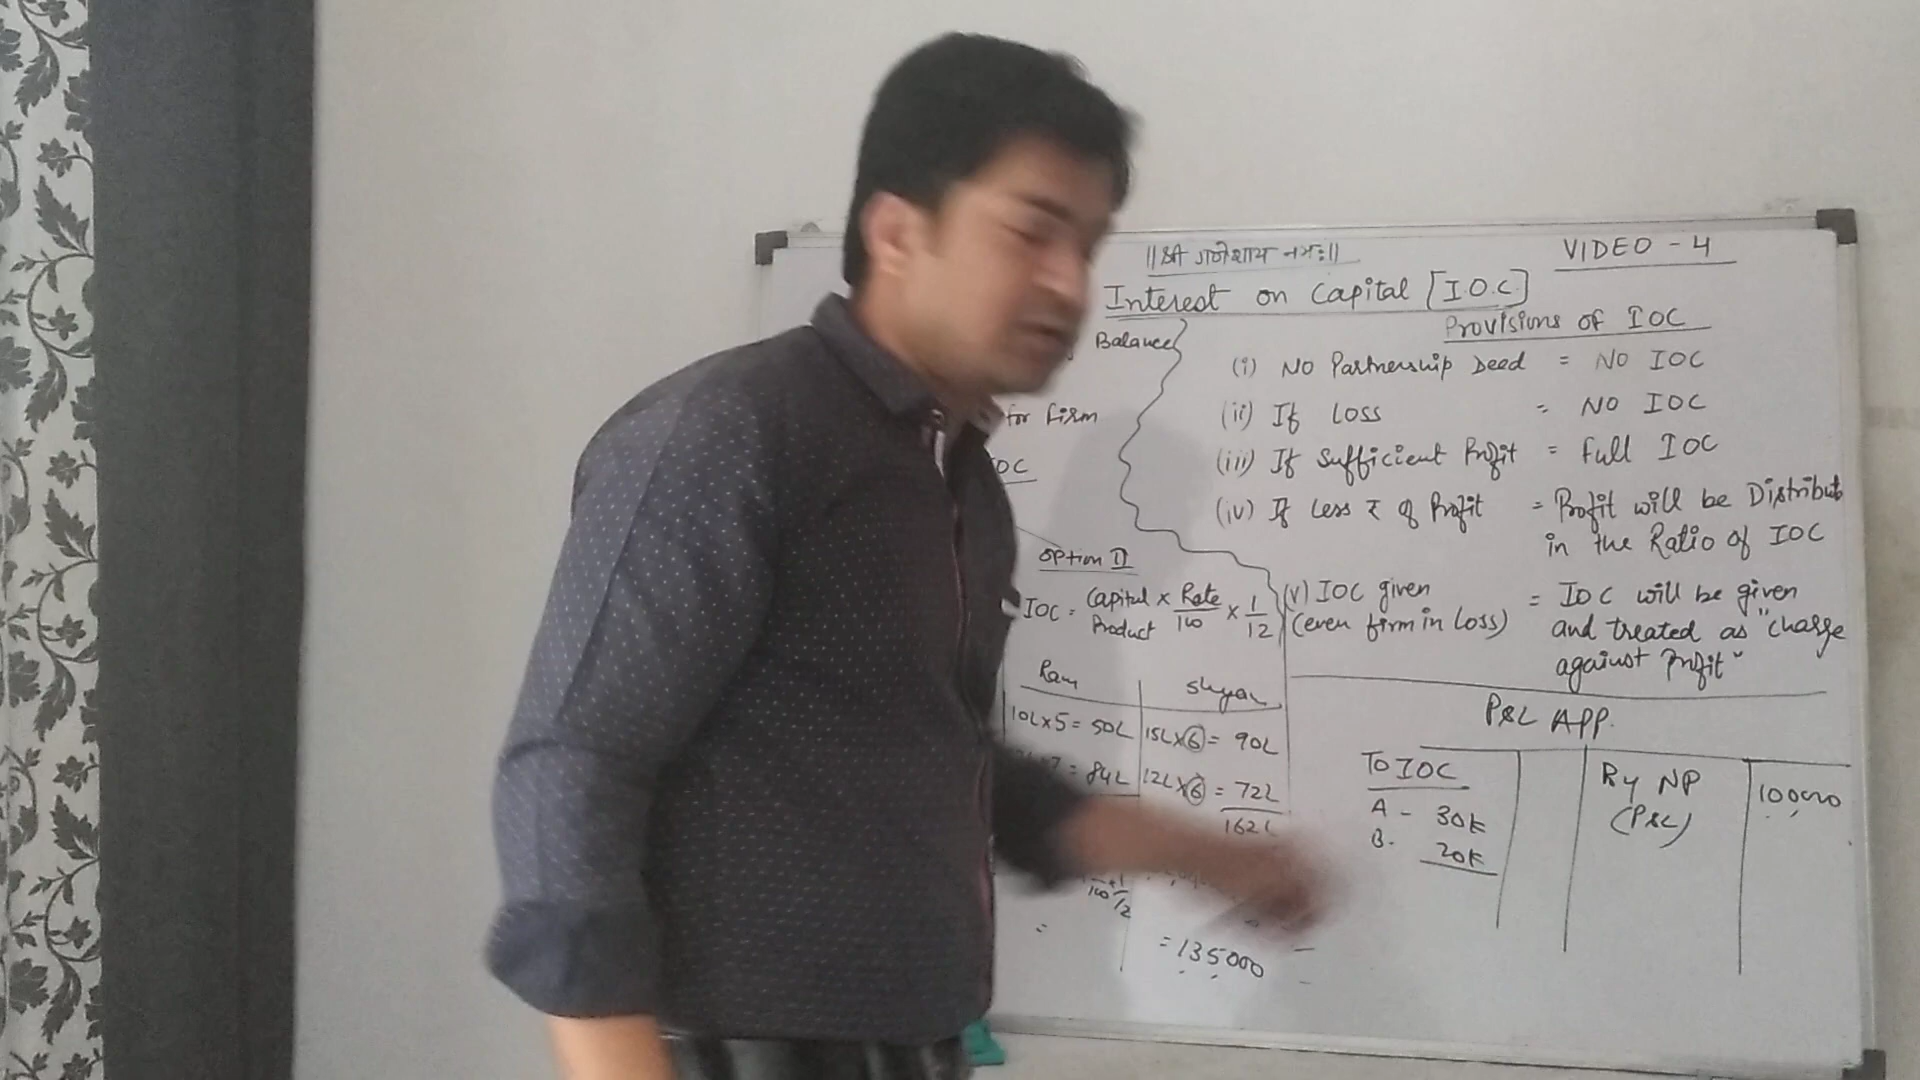 ||श्री गणेशाय नमः||
VIDEO - 4
Interest on Capital [I.O.C.]
Balance
for firm
OC
option II
IOC = Capital Product × Rate/100 × 1/12
Ram
Shyam
10L×5 = 50L
15L×6 = 90L
= 84L
12L×6 = 72L
162L
=
= 135000
Provisions of IOC
(i) No Partnership Deed = NO IOC
(ii) If Loss = NO IOC
(iii) If Sufficient Profit = Full IOC
(iv) If Less ₹ of Profit = Profit will be Distribut
in the Ratio of IOC
(v) IOC given = IOC will be given
(even firm in Loss) and treated as "charge
against Profit"
P&L APP.
To IOC
A - 30k
B. 20k
By NP
(P&L)
10,000